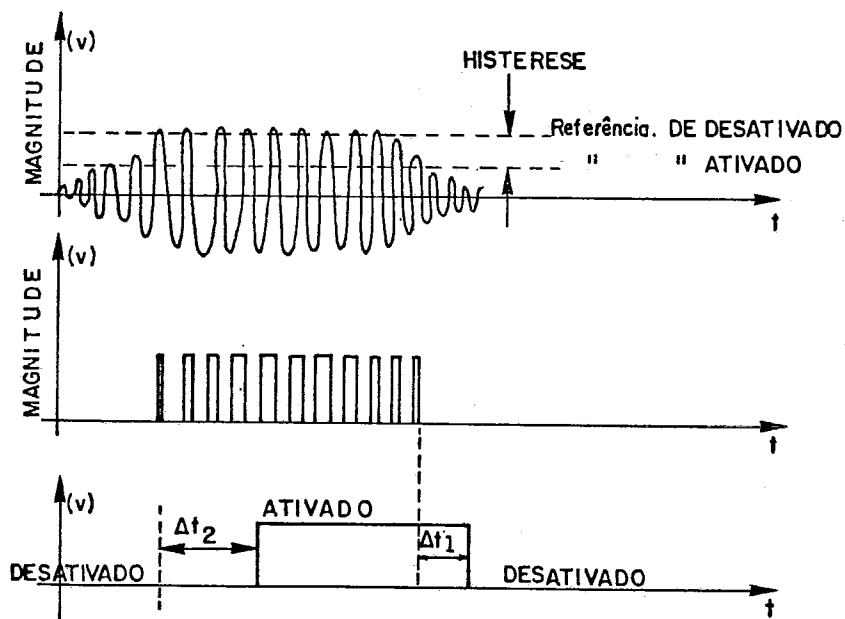 (v)
MAGNITUDE
HISTERESE
Referência. DE DESATIVADO
" " ATIVADO
t
(v)
MAGNITUDE
t
(v)
ATIVADO
Δt2
Δt1
DESATIVADO
DESATIVADO
t